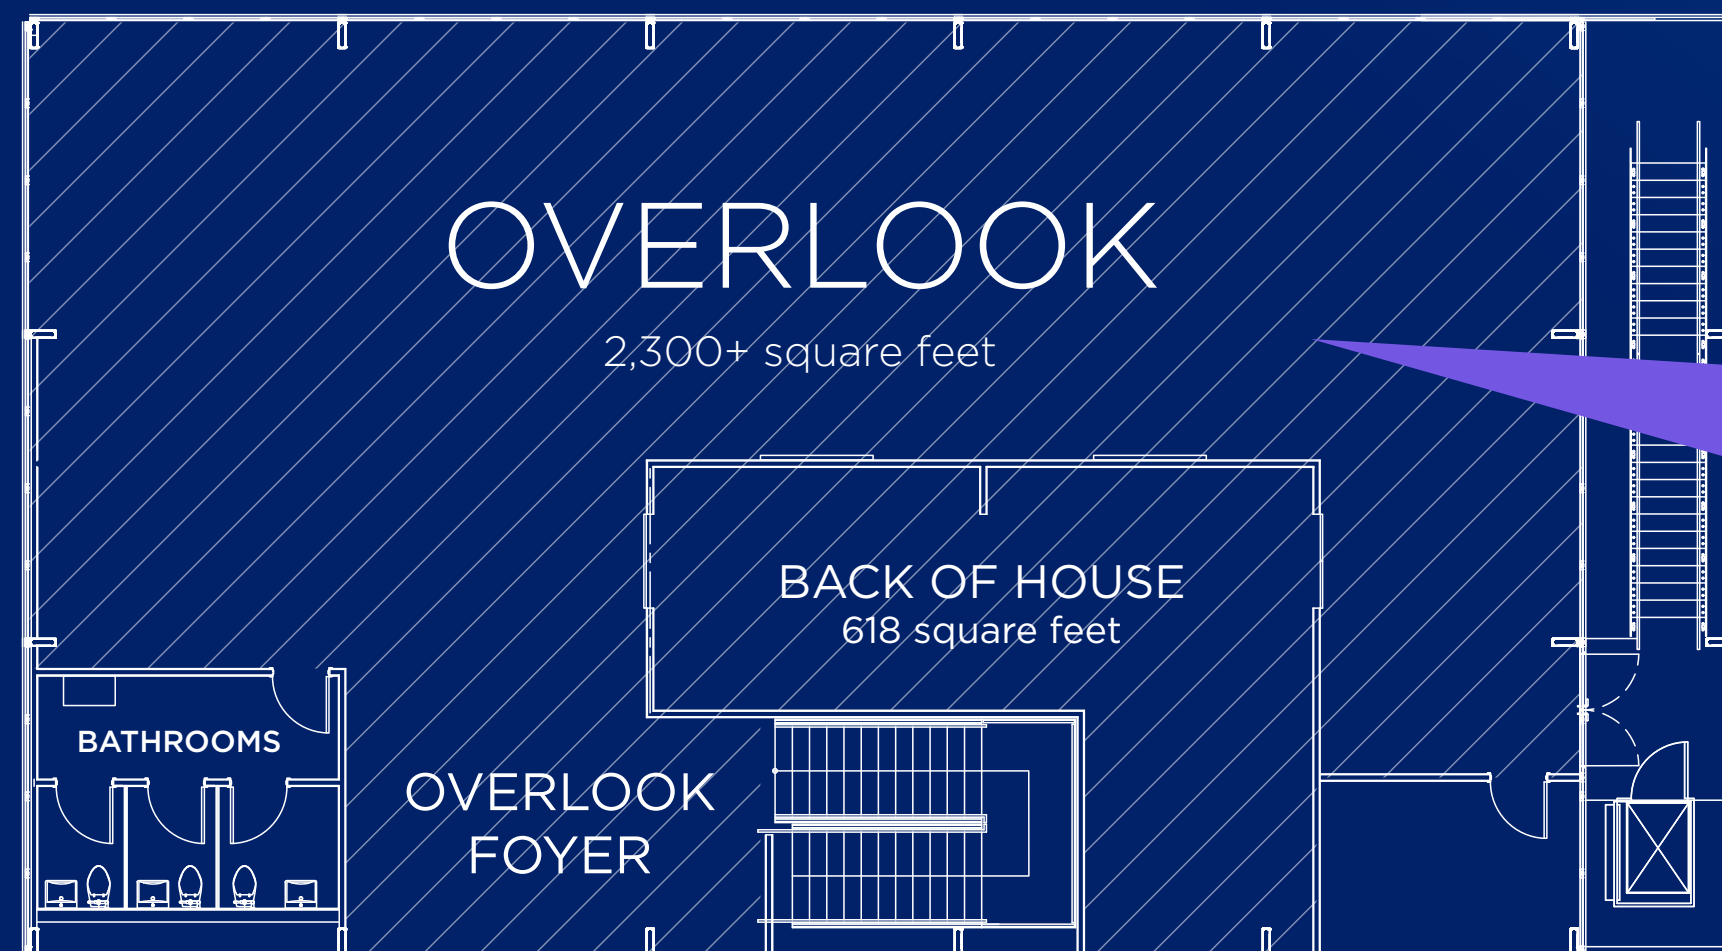 OVERLOOK
2,300+ square feet
BACK OF HOUSE
618 square feet
BATHROOMS
OVERLOOK
FOYER